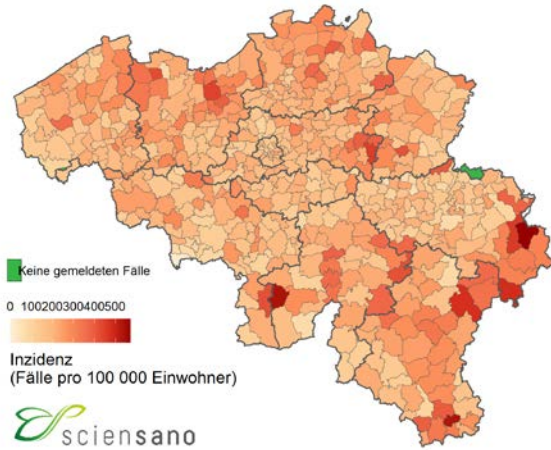 Keine gemeldeten Fälle
0 100200300400500
Inzidenz
(Fälle pro 100 000 Einwohner)
sciensano